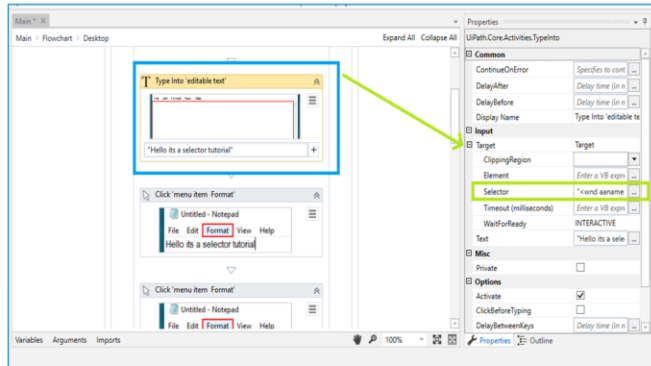 Main* ×
Main > Flowchart > Desktop
Expand All Collapse All
T Type Into 'editable text'
"Hello its a selector tutorial"
Click 'menu item Format'
Untitled - Notepad
File Edit Format View Help
Hello its a selector tutorial
Click 'menu item Format'
Untitled - Notepad
File Edit Format View Help
Variables Arguments Imports
100%
Properties
UiPath.Core.Activities.TypeInto
Common
ContinueOnError Specifies to cont ...
DelayAfter Delay time (in n ...
DelayBefore Delay time (in n ...
Display Name Type Into 'editable te
Input
Target Target
ClippingRegion
Element Enter a VB expre ...
Selector "<wnd aaname ...
Timeout (milliseconds) Enter a VB expre ...
WaitForReady INTERACTIVE
Text "Hello its a sele ...
Misc
Private
Options
Activate
ClickBeforeTyping
DelayBetweenKeys Delay time (in n ...
Properties Outline